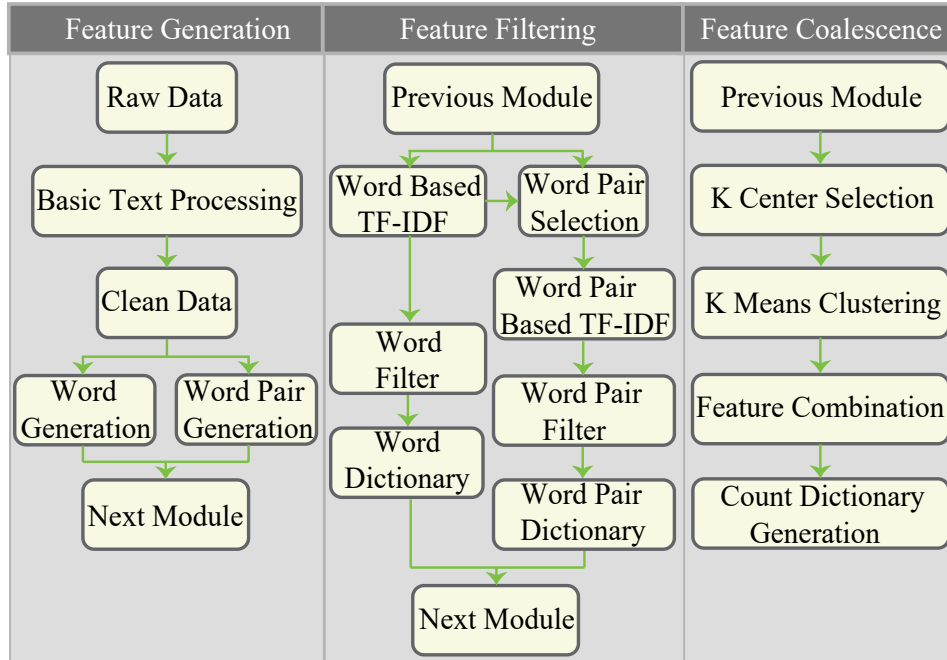 Feature Generation
Raw Data
Basic Text Processing
Clean Data
Word
Generation
Word Pair
Generation
Next Module
Feature Filtering
Previous Module
Word Based
TF-IDF
Word Pair
Selection
Word Pair
Based TF-IDF
Word
Filter
Word Pair
Filter
Word
Dictionary
Word Pair
Dictionary
Next Module
Feature Coalescence
Previous Module
K Center Selection
K Means Clustering
Feature Combination
Count Dictionary
Generation